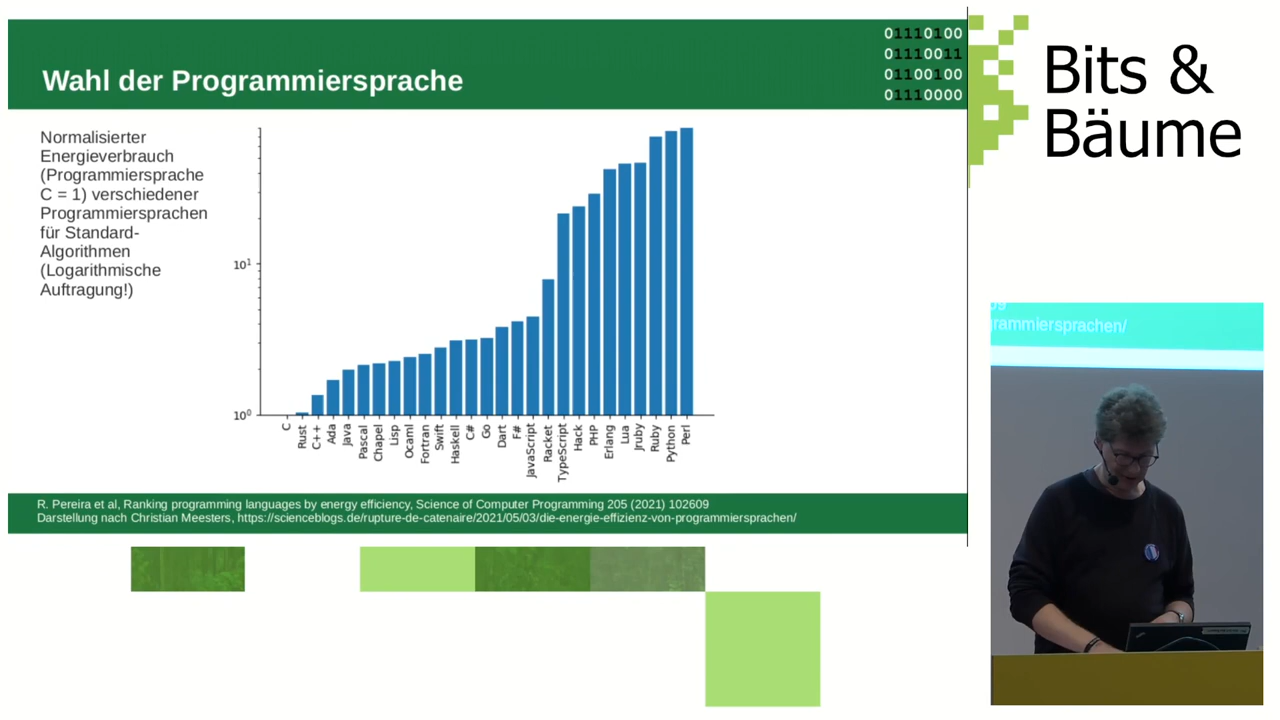 Wahl der Programmiersprache
01110100
01110011
01100100
01110000
Bits &
Bäume
Normalisierter
Energieverbrauch
(Programmiersprache
C = 1) verschiedener
Programmiersprachen
für Standard-
Algorithmen
(Logarithmische
Auftragung!)
10¹
10⁰
C
Rust
C++
Ada
Java
Pascal
Chapel
Lisp
Ocaml
Fortran
Swift
Haskell
C#
Go
Dart
F#
JavaScript
Racket
TypeScript
Hack
PHP
Erlang
Lua
Jruby
Ruby
Python
Perl
R. Pereira et al, Ranking programming languages by energy efficiency, Science of Computer Programming 205 (2021) 102609
Darstellung nach Christian Meesters, https://scienceblogs.de/rupture-de-catenaire/2021/05/03/die-energie-effizienz-von-programmiersprachen/
09
rammiersprachen/